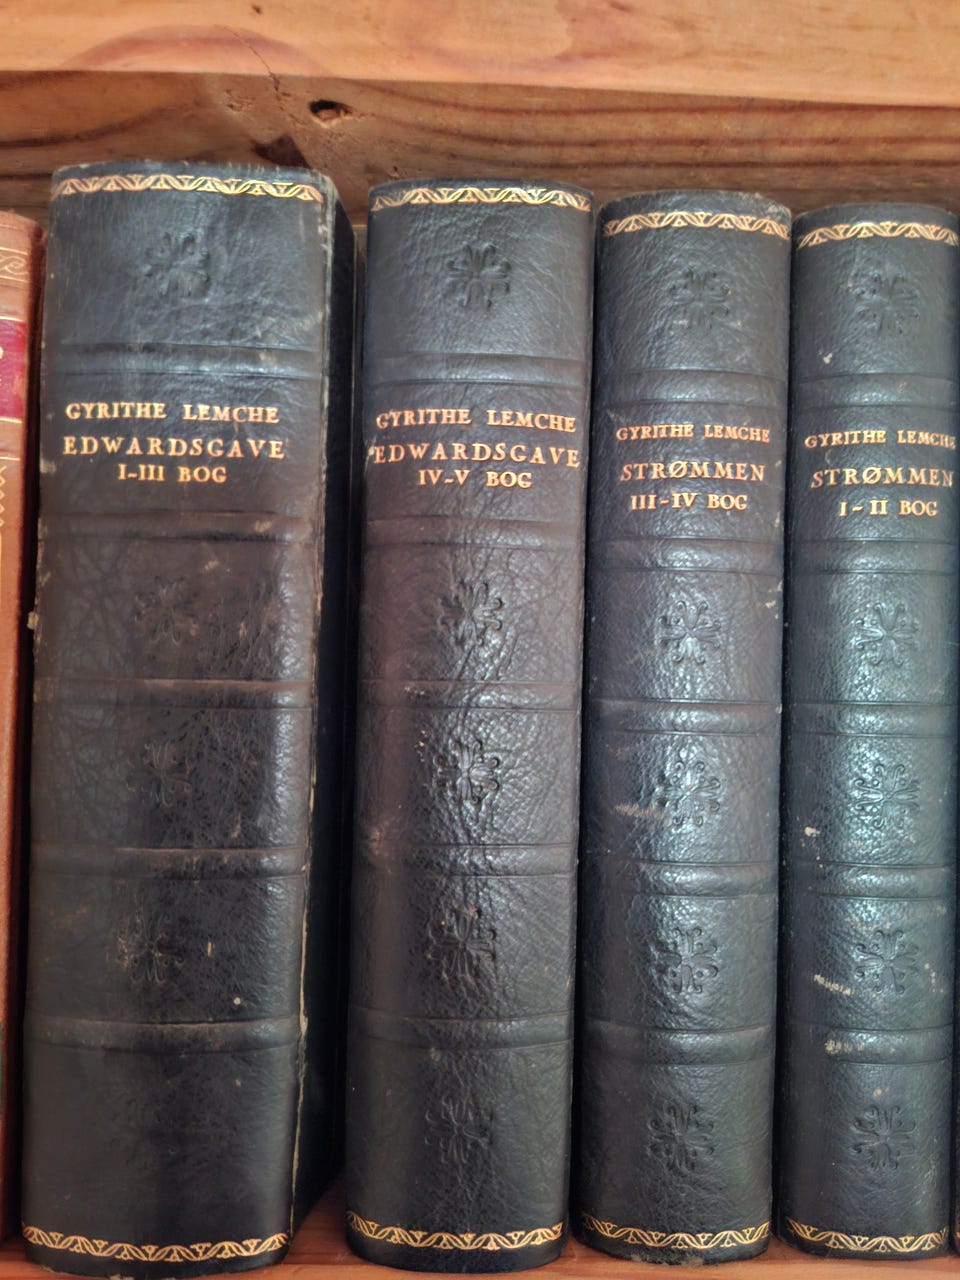 GYRITHE LEMCHE
EDWARDSGAVE
I-III BOG
GYRITHE LEMCHE
EDWARDSGAVE
IV-V BOG
GYRITHE LEMCHE
STRØMMEN
III-IV BOG
GYRITHE LEMCHE
STRØMMEN
I-II BOG